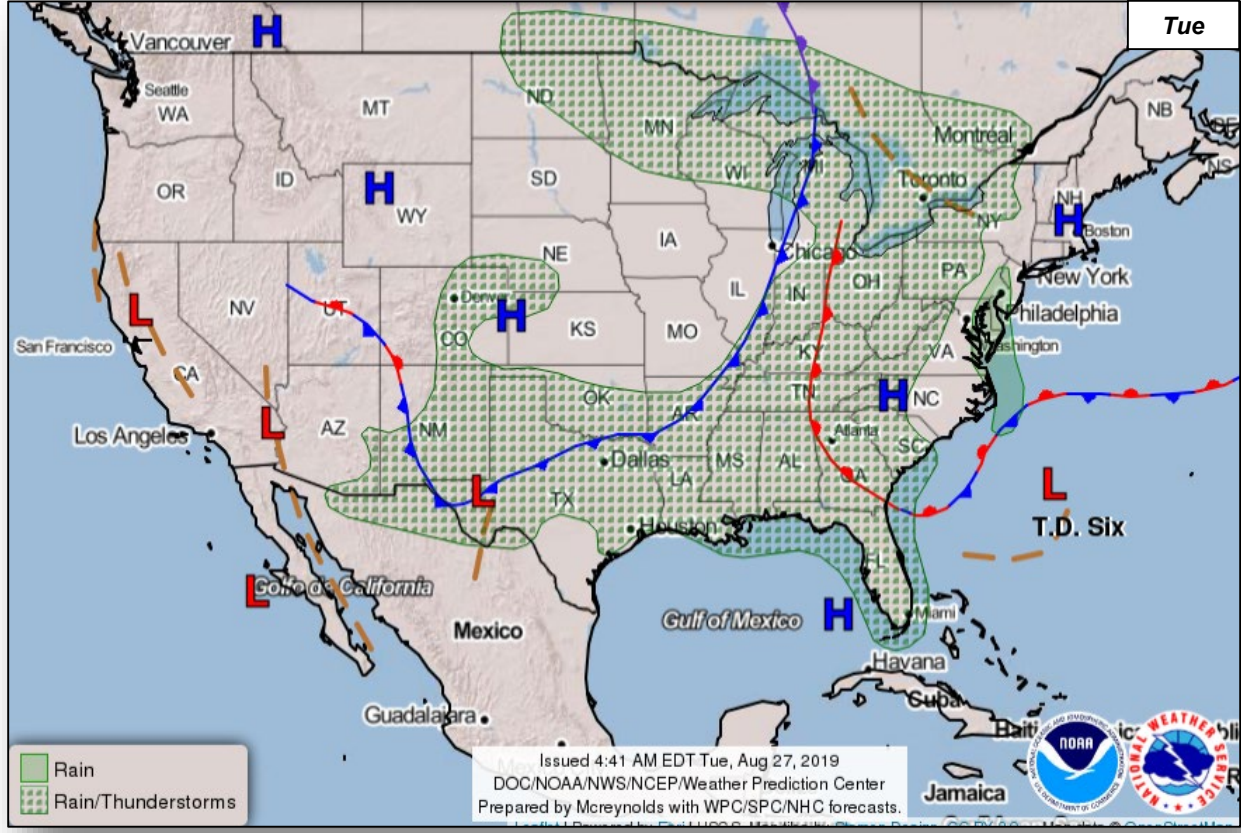 Tue
Vancouver
H
Seattle
WA
MT
ND
MN
Montreal
NB
NS
OR
ID
H
WY
SD
WI
MI
Toronto
NY
NH
H
Boston
NV
UT
NE
IA
Chicago
PA
New York
L
Denver
H
CO
KS
IL
IN
OH
Philadelphia
San Francisco
CA
MO
KY
VA
Washington
L
AZ
NM
OK
AR
TN
H
NC
Los Angeles
Atlanta
SC
Dallas
MS
AL
GA
LA
L
TX
L
T.D. Six
Houston
FL
L
Golfo de California
Mexico
Gulf of Mexico
H
Miami
Havana
Cuba
Guadalajara
Jamaica
NOAA
NATIONAL WEATHER SERVICE
Rain
Rain/Thunderstorms
Issued 4:41 AM EDT Tue, Aug 27, 2019
DOC/NOAA/NWS/NCEP/Weather Prediction Center
Prepared by Mcreynolds with WPC/SPC/NHC forecasts.